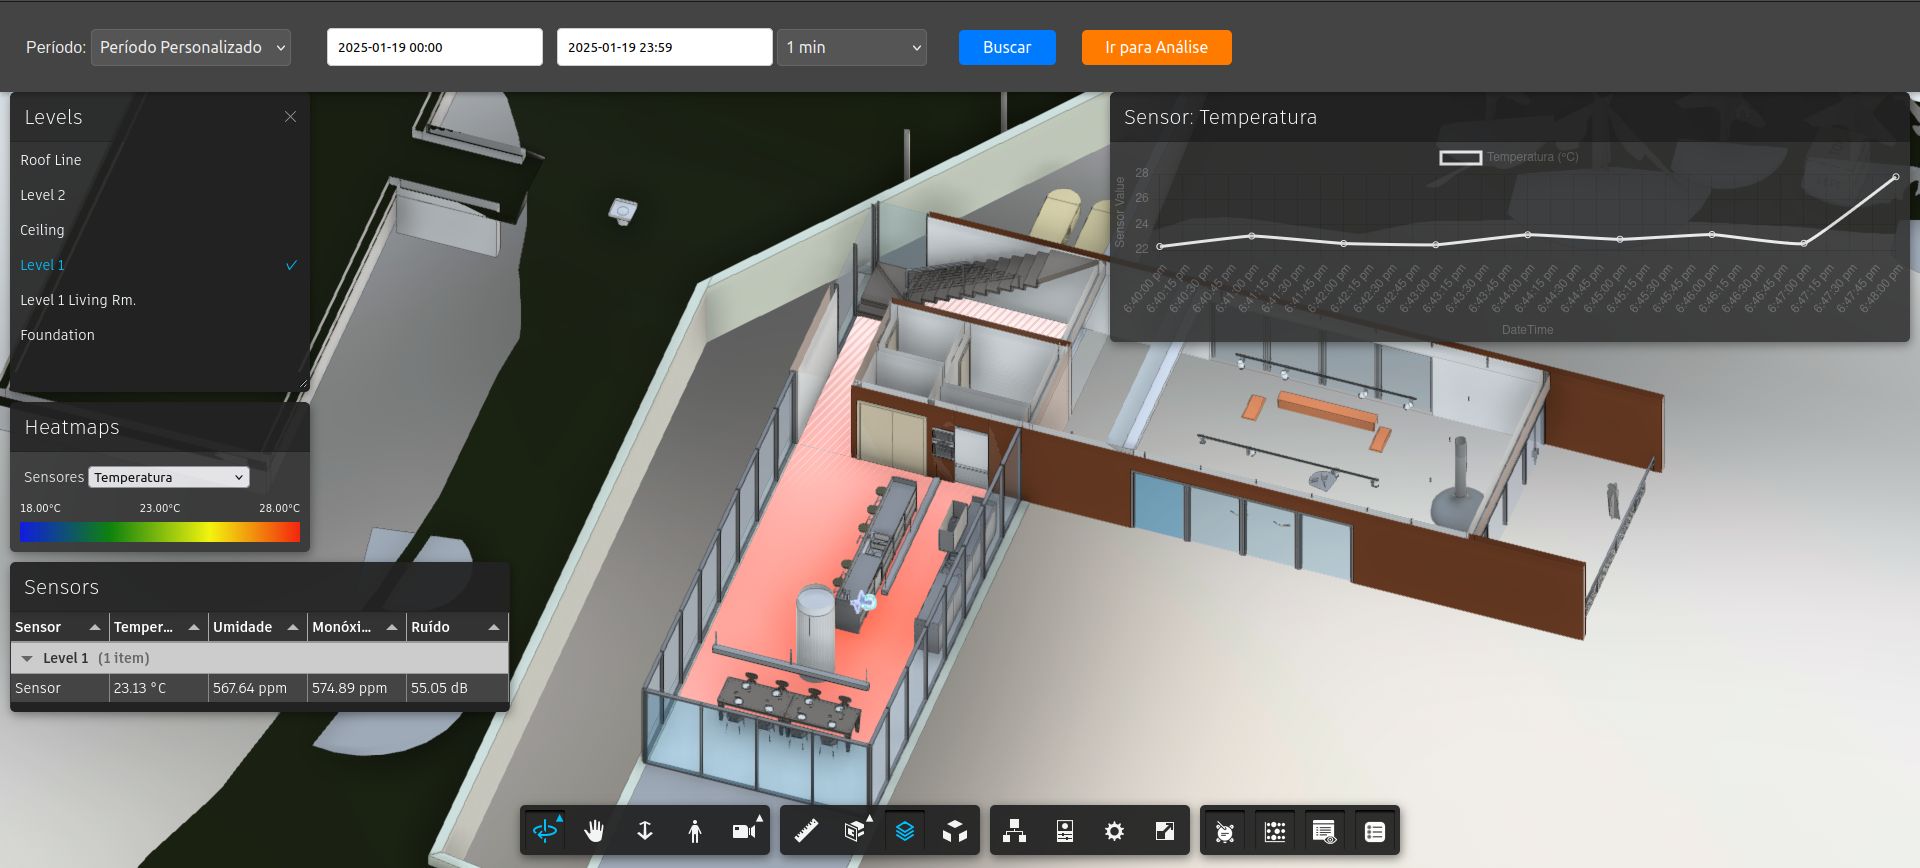 Período: Período Personalizado 2025-01-19 00:00 2025-01-19 23:59 1 min Buscar Ir para Análise
Levels
Roof Line
Level 2
Ceiling
Level 1
Level 1 Living Rm.
Foundation
Heatmaps
Sensores Temperatura
18.00°C 23.00°C 28.00°C
Sensors
Sensor Temper... Umidade Monóxi... Ruído
Level 1 (1 item)
Sensor 23.13 °C 567.64 ppm 574.89 ppm 55.05 dB
Sensor: Temperatura
Temperatura (°C)
Sensor Value
28
26
24
22
6:40:00 pm 6:40:15 pm 6:40:30 pm 6:40:45 pm 6:41:00 pm 6:41:15 pm 6:41:30 pm 6:41:45 pm 6:42:00 pm 6:42:15 pm 6:42:30 pm 6:42:45 pm 6:43:00 pm 6:43:15 pm 6:43:30 pm 6:43:45 pm 6:44:00 pm 6:44:15 pm 6:44:30 pm 6:44:45 pm 6:45:00 pm 6:45:15 pm 6:45:30 pm 6:45:45 pm 6:46:00 pm 6:46:15 pm 6:46:30 pm 6:46:45 pm 6:47:00 pm 6:47:15 pm 6:47:30 pm 6:47:45 pm 6:48:00 pm
DateTime